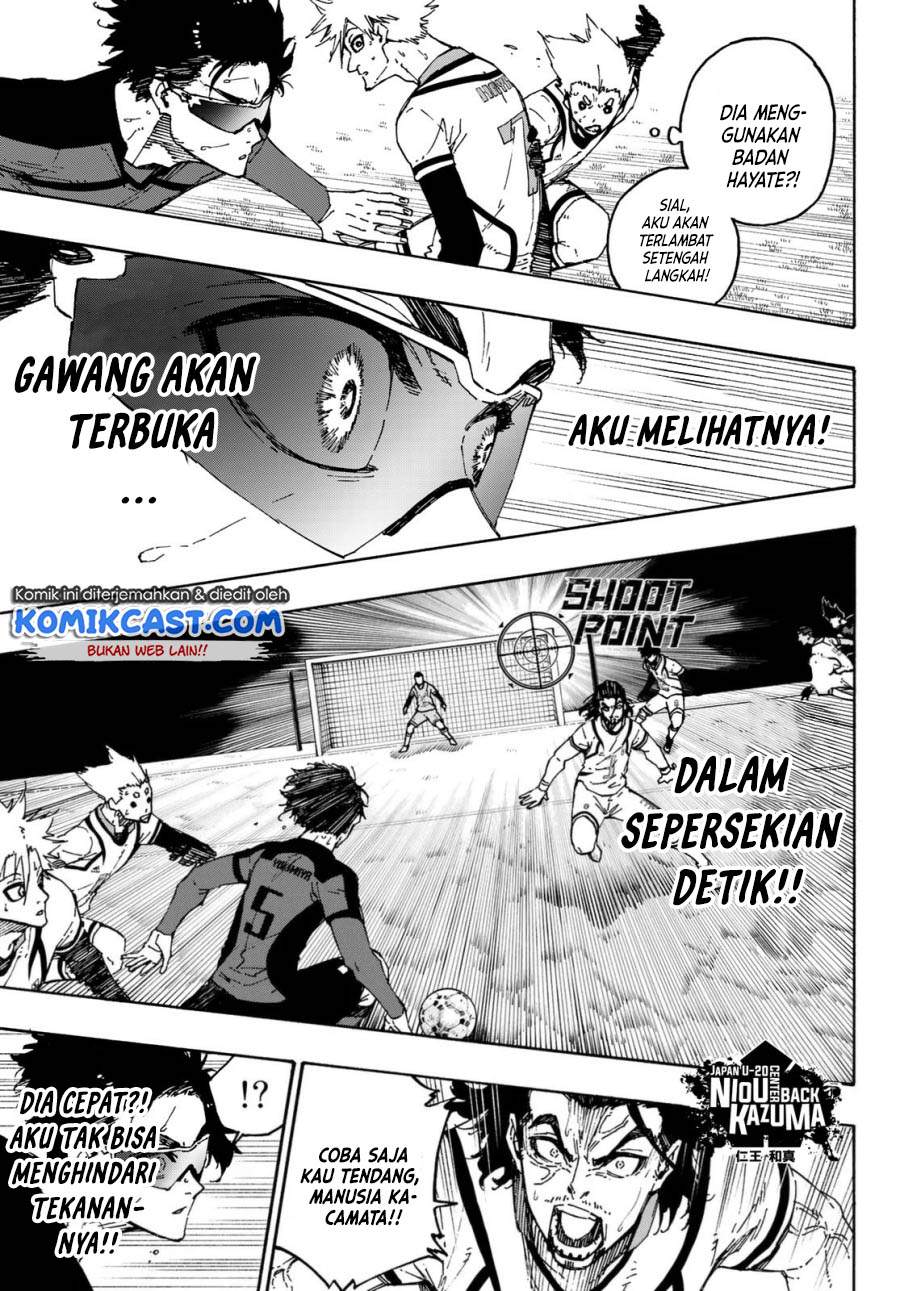 DIA MENG-
GUNAKAN
BADAN
HAYATE?!
SIAL,
AKU AKAN
TERLAMBAT
SETENGAH
LANGKAH!
7
AKU MELIHATNYA!
GAWANG AKAN
TERBUKA
...
Komik ini diterjemahkan & diedit oleh
KOMIKCAST.COM
BUKAN WEB LAIN!!
SHOOT
POINT
DALAM
SEPERSEKIAN
DETIK!!
5
JAPAN U-20
CENTER BACK
NIOU
KAZUMA
仁王 和真
COBA SAJA
KAU TENDANG,
MANUSIA KA-
CAMATA!!
!?
DIA CEPAT?!
AKU TAK BISA
MENGHINDARI
TEKANAN-
NYA!!